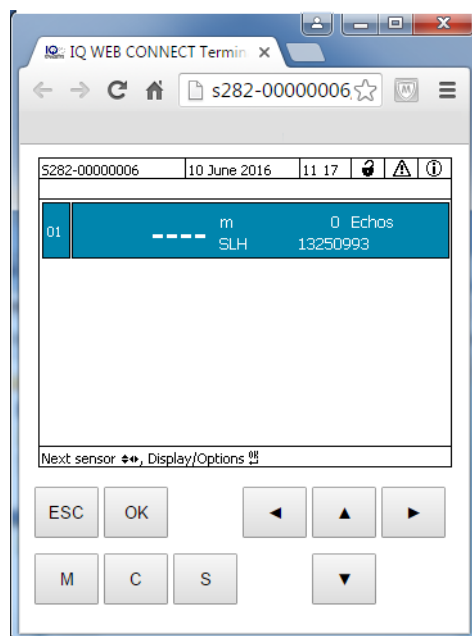 IQ WEB CONNECT Termin
s282-00000006
S282-00000006 10 June 2016 11 17
01 ---- m 0 Echos
SLH 13250993
Next sensor, Display/Options OK
ESC OK
M C S